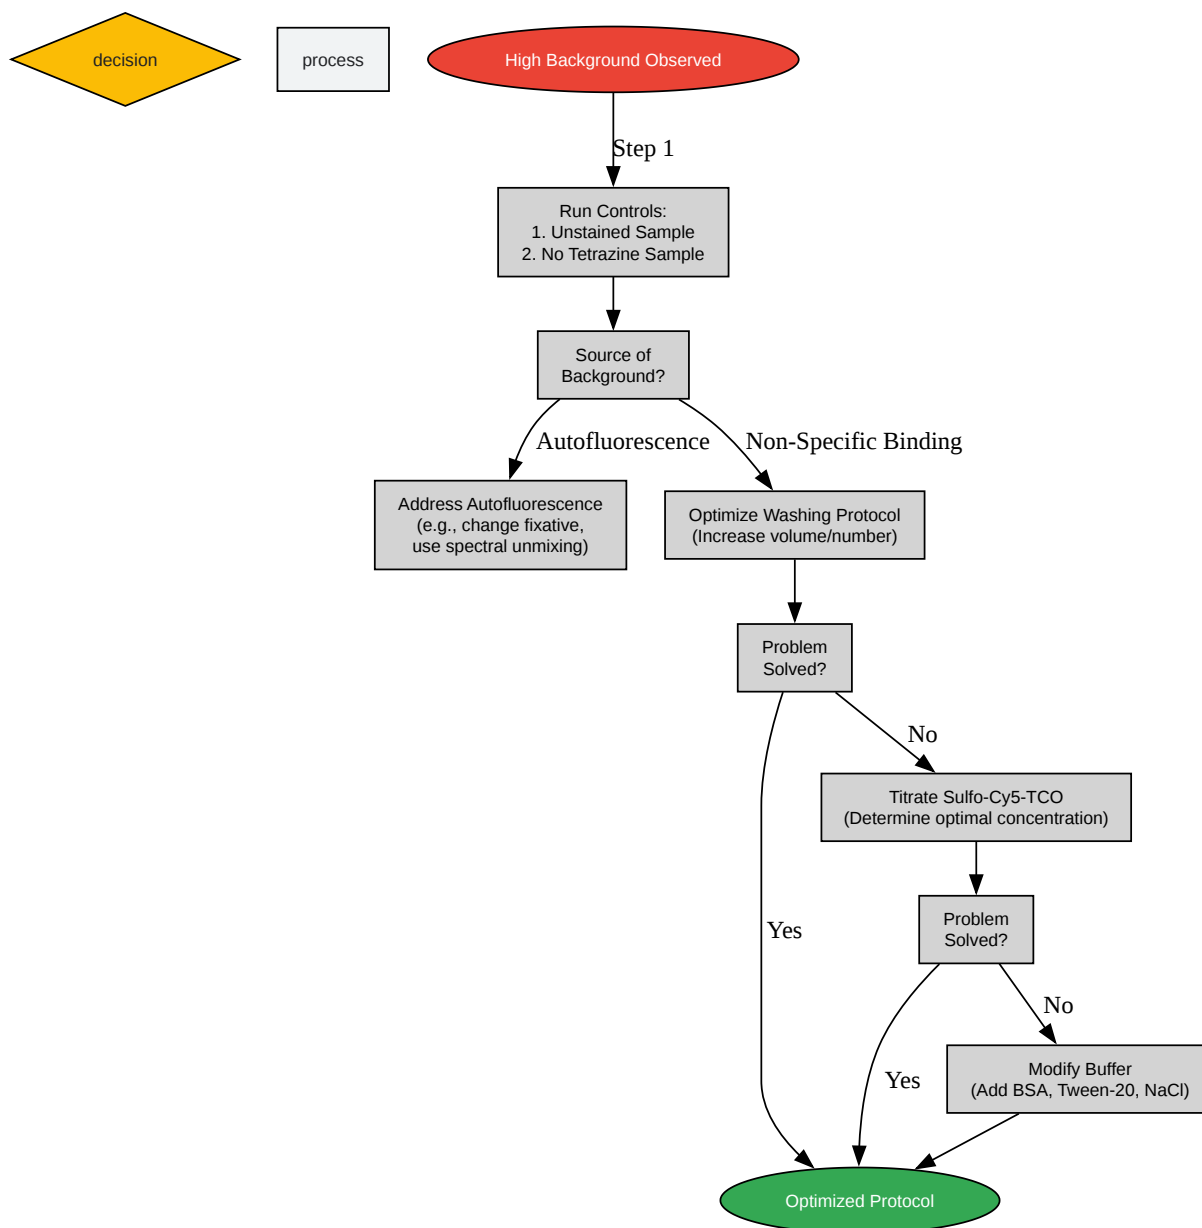 decision
process
High Background Observed
Step 1
Run Controls:
1. Unstained Sample
2. No Tetrazine Sample
Source of
Background?
Autofluorescence
Non-Specific Binding
Address Autofluorescence
(e.g., change fixative,
use spectral unmixing)
Optimize Washing Protocol
(Increase volume/number)
Problem
Solved?
No
Titrate Sulfo-Cy5-TCO
(Determine optimal concentration)
Yes
Problem
Solved?
No
Yes
Modify Buffer
(Add BSA, Tween-20, NaCl)
Optimized Protocol